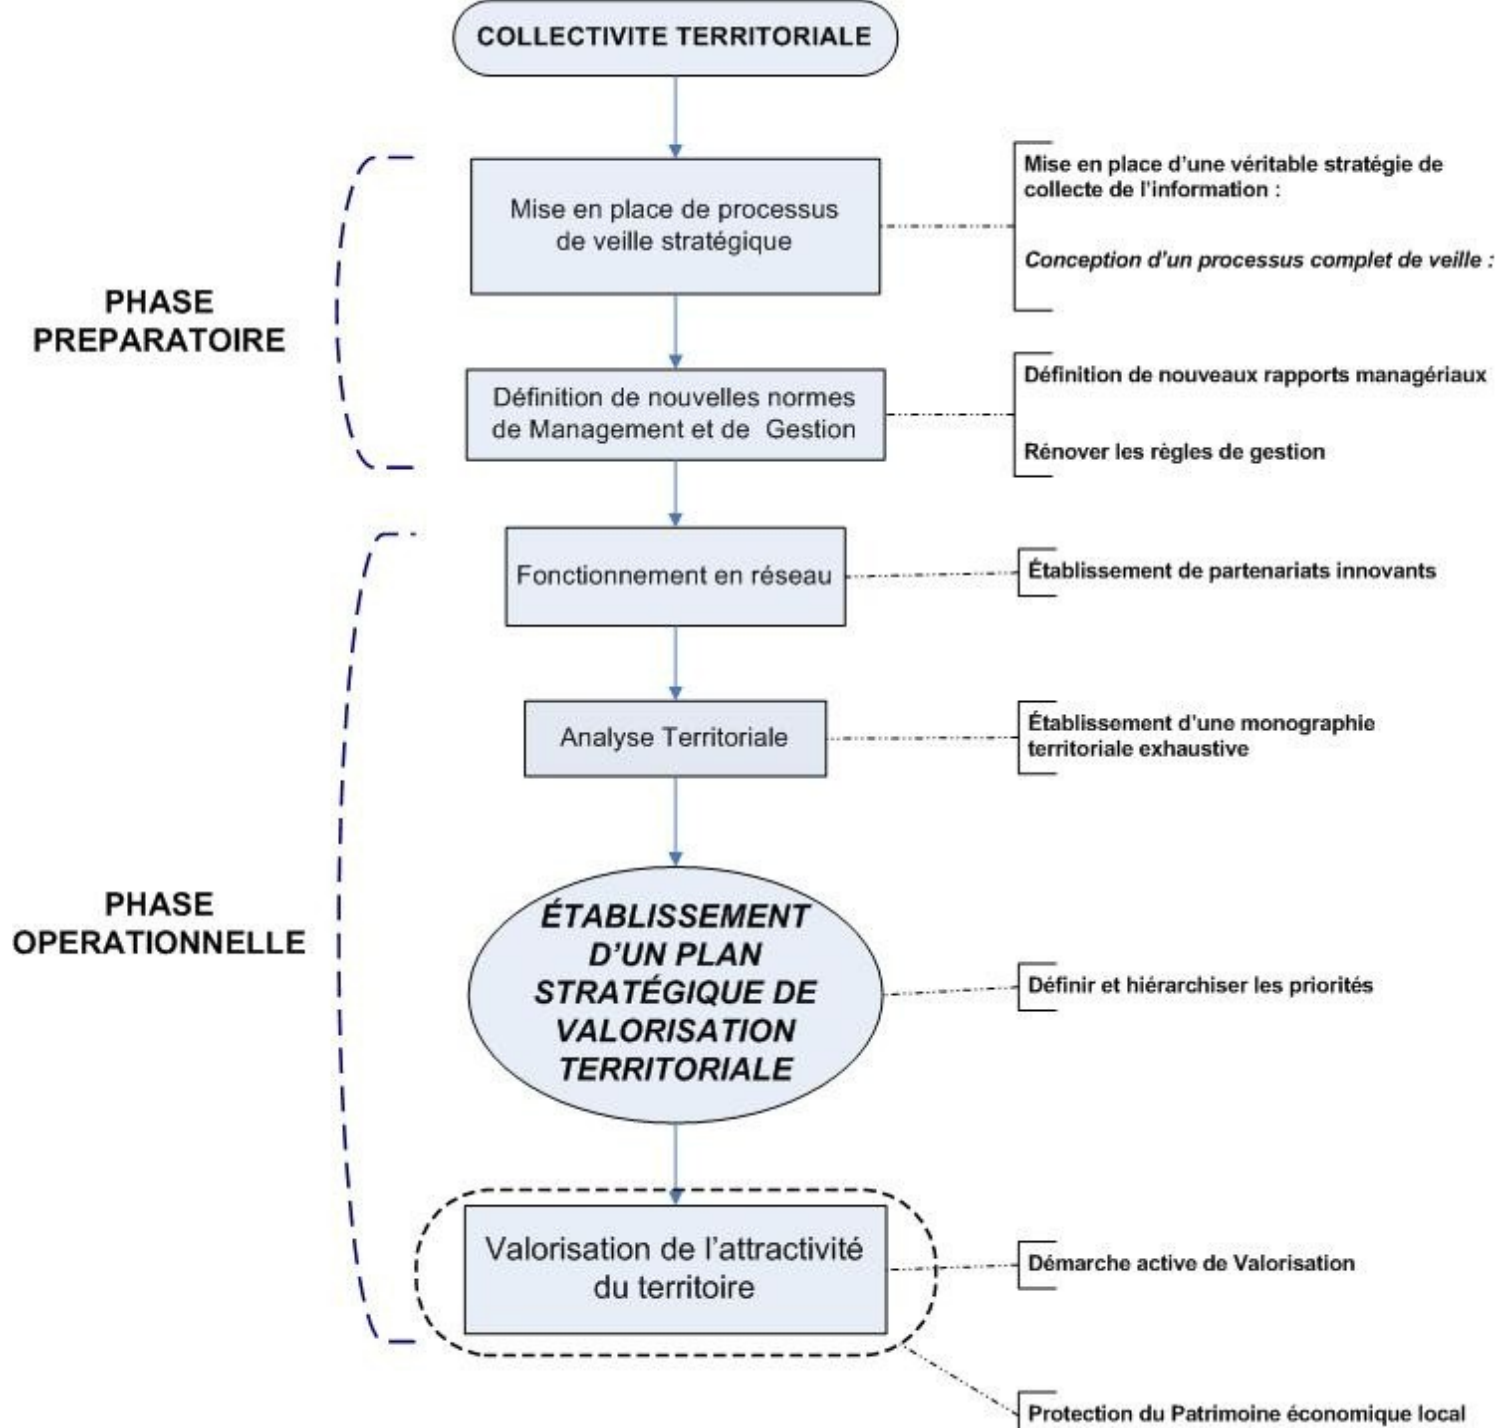 COLLECTIVITE TERRITORIALE
PHASE
PREPARATOIRE
Mise en place de processus
de veille stratégique
Mise en place d’une véritable stratégie de
collecte de l’information :
Conception d’un processus complet de veille :
Définition de nouvelles normes
de Management et de Gestion
Définition de nouveaux rapports managériaux
Rénover les règles de gestion
PHASE
OPERATIONNELLE
Fonctionnement en réseau
Établissement de partenariats innovants
Analyse Territoriale
Établissement d’une monographie
territoriale exhaustive
ÉTABLISSEMENT
D’UN PLAN
STRATÉGIQUE DE
VALORISATION
TERRITORIALE
Définir et hiérarchiser les priorités
Valorisation de l’attractivité
du territoire
Démarche active de Valorisation
Protection du Patrimoine économique local